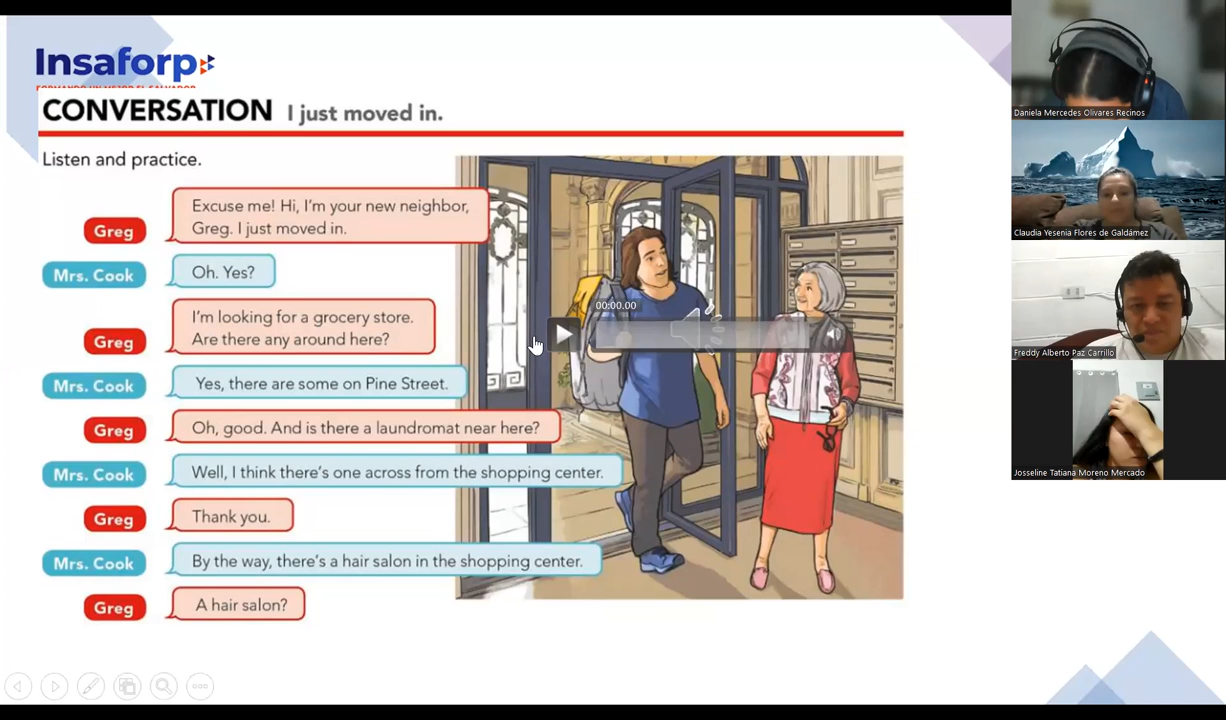 Insaforp
FORMANDO UN MEJOR EL SALVADOR
CONVERSATION I just moved in.
Listen and practice.
Greg
Excuse me! Hi, I'm your new neighbor,
Greg. I just moved in.
Mrs. Cook
Oh. Yes?
Greg
I'm looking for a grocery store.
Are there any around here?
Mrs. Cook
Yes, there are some on Pine Street.
Greg
Oh, good. And is there a laundromat near here?
Mrs. Cook
Well, I think there's one across from the shopping center.
Greg
Thank you.
Mrs. Cook
By the way, there's a hair salon in the shopping center.
Greg
A hair salon?
00:00.00
Daniela Mercedes Olivares Recinos
Claudia Yesenia Flores de Galdámez
Freddy Alberto Paz Carrillo
Josseline Tatiana Moreno Mercado